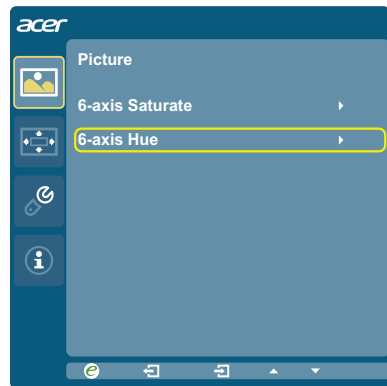 acer
Picture
6-axis Saturate
6-axis Hue
e